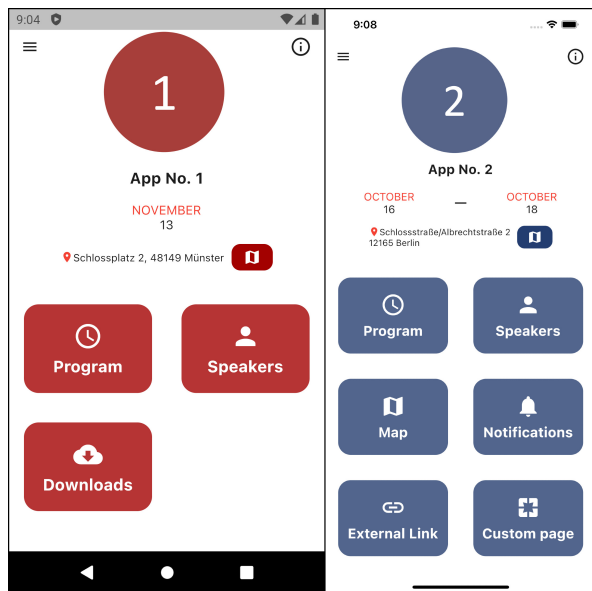 9:04
1
App No. 1
NOVEMBER
13
Schlossplatz 2, 48149 Münster
Program
Speakers
Downloads
9:08
2
App No. 2
OCTOBER
16
—
OCTOBER
18
Schlossstraße/Albrechtstraße 2
12165 Berlin
Program
Speakers
Map
Notifications
External Link
Custom page